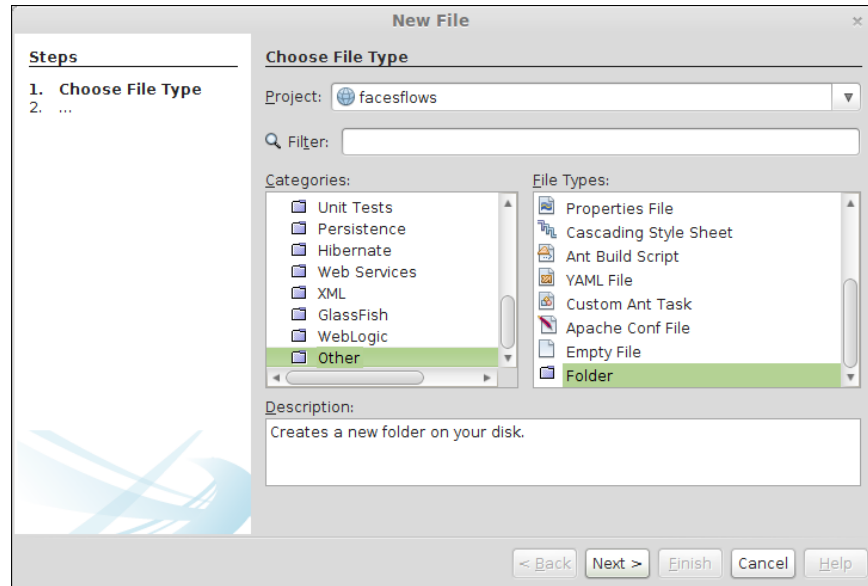 New File
Steps
1. Choose File Type
2. ...
Choose File Type
Project: facesflows
Filter:
Categories:
Unit Tests
Persistence
Hibernate
Web Services
XML
GlassFish
WebLogic
Other
File Types:
Properties File
Cascading Style Sheet
Ant Build Script
YAML File
Custom Ant Task
Apache Conf File
Empty File
Folder
Description:
Creates a new folder on your disk.
< Back Next > Finish Cancel Help